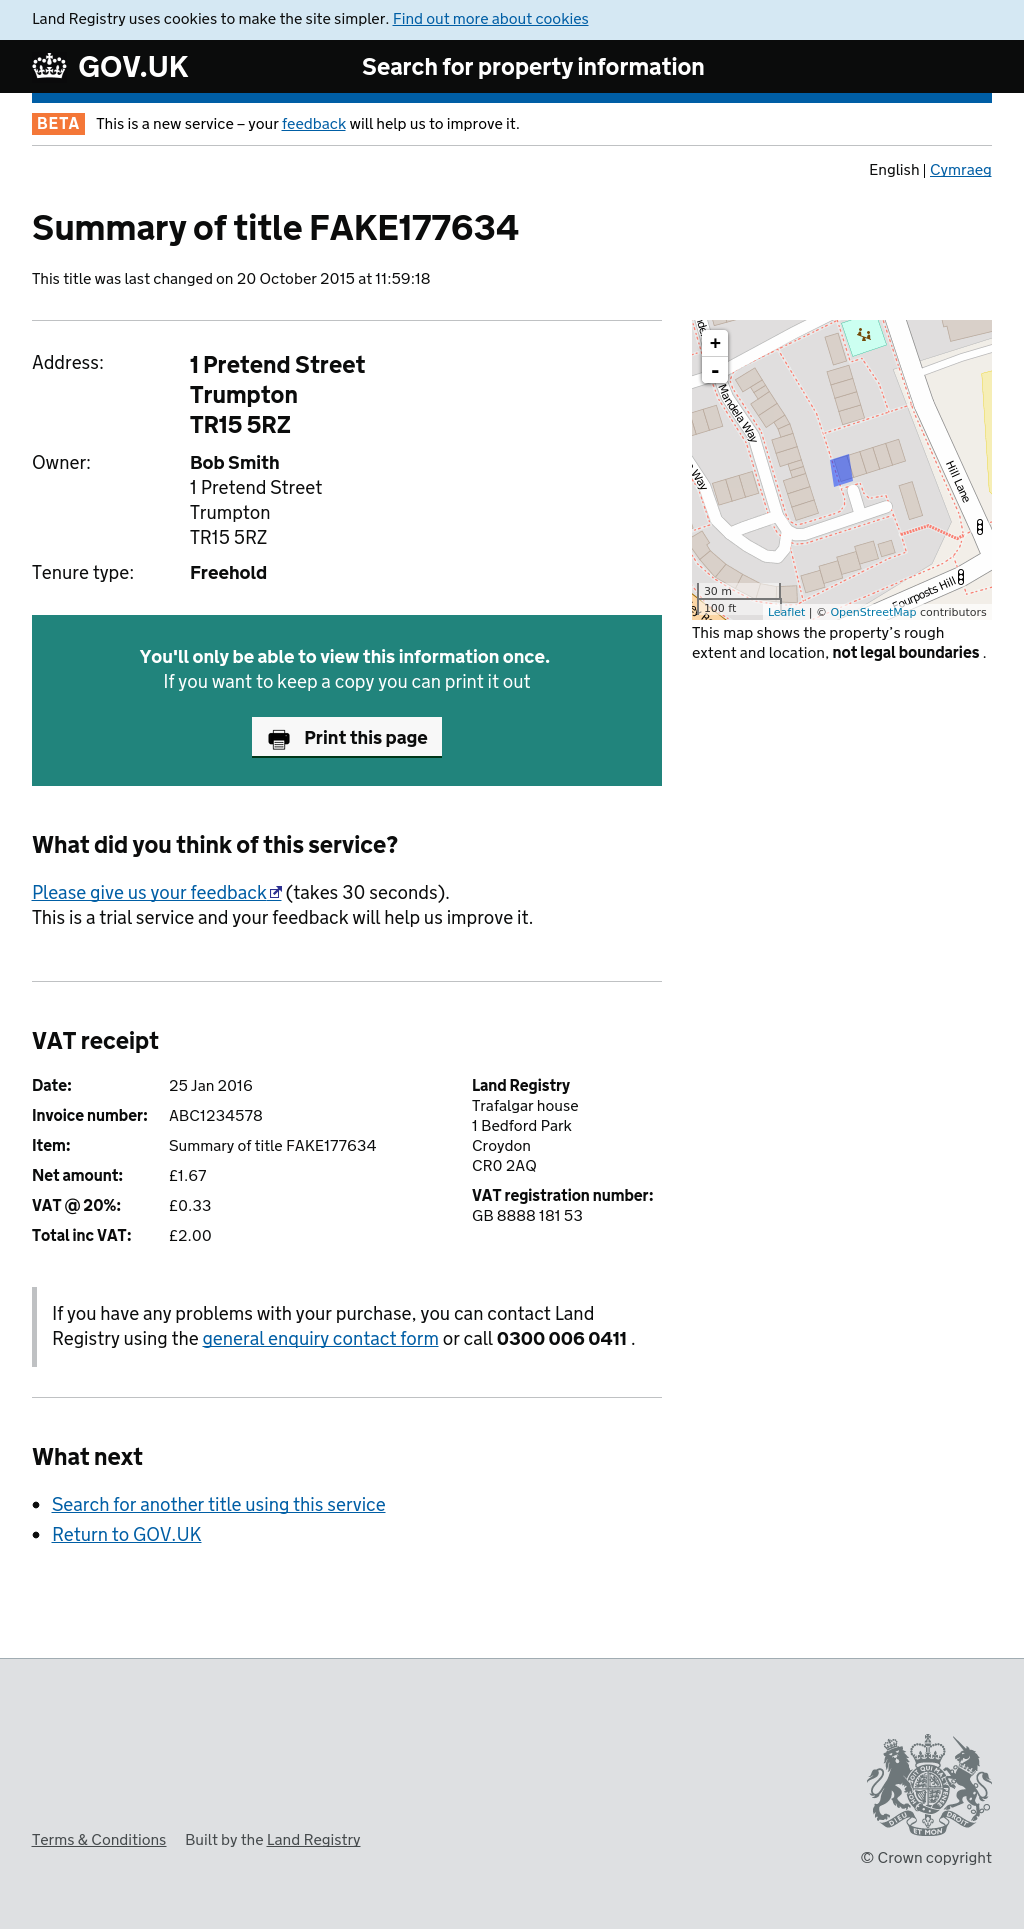 Land Registry uses cookies to make the site simpler. Find out more about cookies
GOV.UK
Search for property information
BETA This is a new service – your feedback will help us to improve it.
English | Cymraeg
Summary of title FAKE177634
This title was last changed on 20 October 2015 at 11:59:18
Address:
1 Pretend Street
Trumpton
TR15 5RZ
Owner:
Bob Smith
1 Pretend Street
Trumpton
TR15 5RZ
Tenure type:
Freehold
+
-
Mandela Way
Way
Hill Lane
Fourposts Hill
30 m
100 ft
Leaflet | © OpenStreetMap contributors
This map shows the property’s rough
extent and location, not legal boundaries .
You'll only be able to view this information once.
If you want to keep a copy you can print it out
Print this page
What did you think of this service?
Please give us your feedback (takes 30 seconds).
This is a trial service and your feedback will help us improve it.
VAT receipt
Date: 25 Jan 2016
Invoice number: ABC1234578
Item: Summary of title FAKE177634
Net amount: £1.67
VAT @ 20%: £0.33
Total inc VAT: £2.00
Land Registry
Trafalgar house
1 Bedford Park
Croydon
CR0 2AQ
VAT registration number:
GB 8888 181 53
If you have any problems with your purchase, you can contact Land
Registry using the general enquiry contact form or call 0300 006 0411 .
What next
Search for another title using this service
Return to GOV.UK
Terms & Conditions Built by the Land Registry
DIEU ET MON DROIT
© Crown copyright